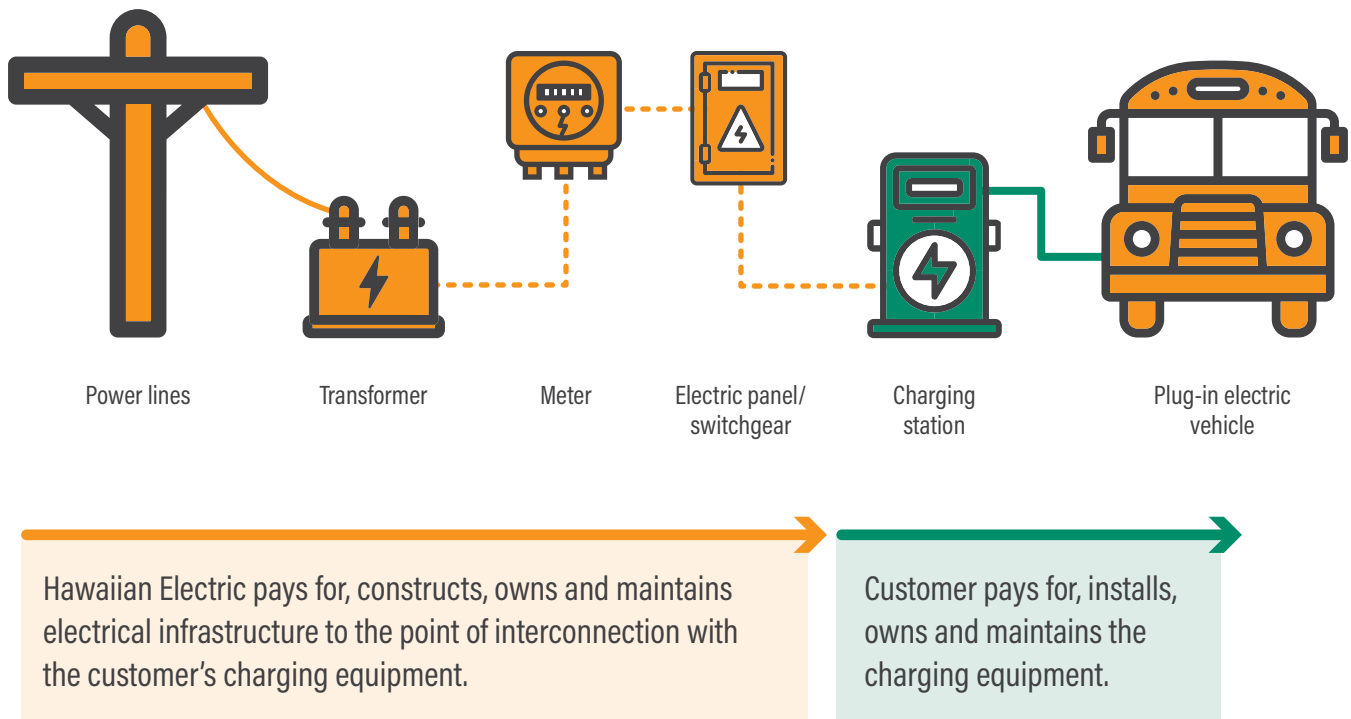 Power lines
Transformer
Meter
Electric panel/
switchgear
Charging
station
Plug-in electric
vehicle
Hawaiian Electric pays for, constructs, owns and maintains
electrical infrastructure to the point of interconnection with
the customer’s charging equipment.
Customer pays for, installs,
owns and maintains the
charging equipment.